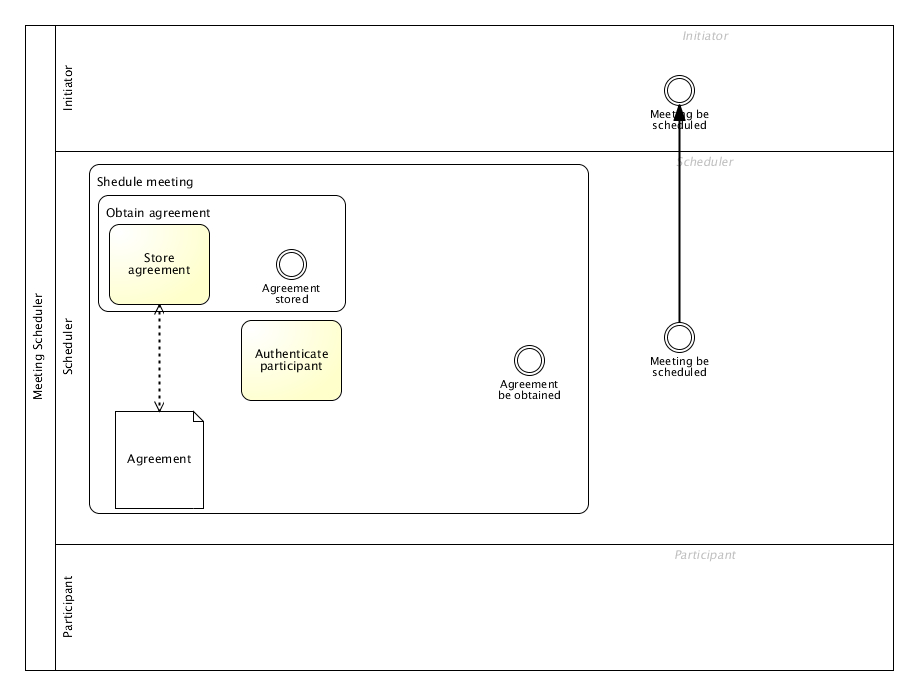 Meeting Scheduler
Initiator
Initiator
Meeting be
scheduled
Scheduler
Scheduler
Shedule meeting
Obtain agreement
Store
agreement
Agreement
stored
Authenticate
participant
Agreement
be obtained
Meeting be
scheduled
Agreement
Participant
Participant